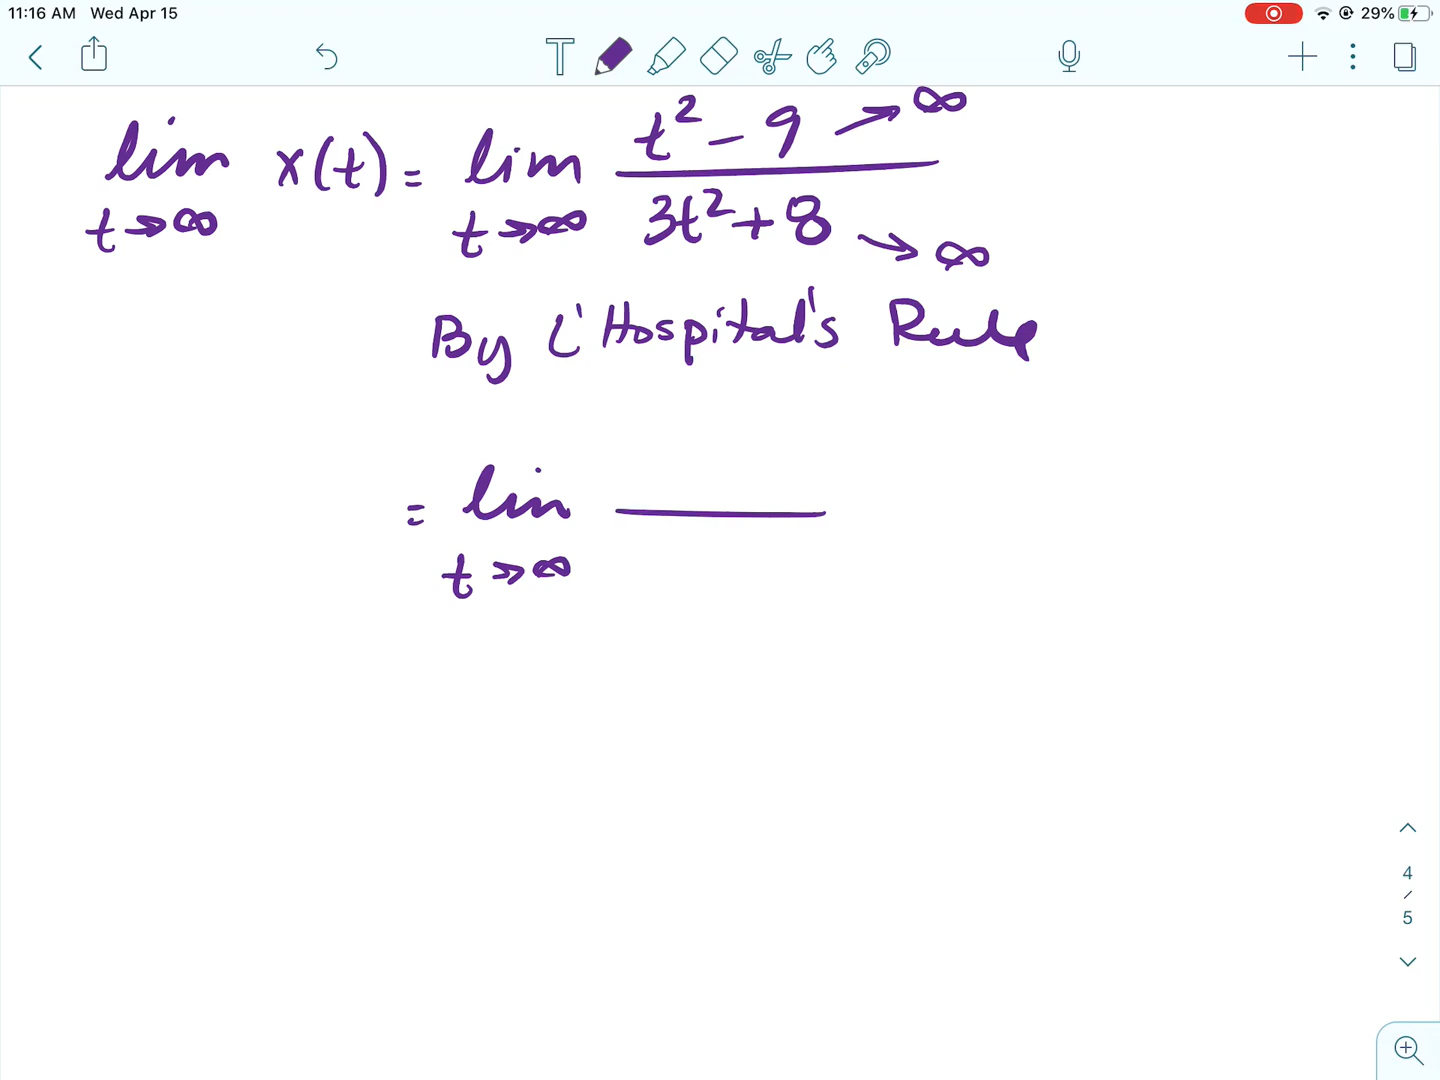 11:16 AM Wed Apr 15 29%
T
lim x(t) = lim t² - 9 → ∞
t → ∞ t → ∞ 3t² + 8 → ∞
By L'Hospital's Rule
= lim
t → ∞
4
/
5